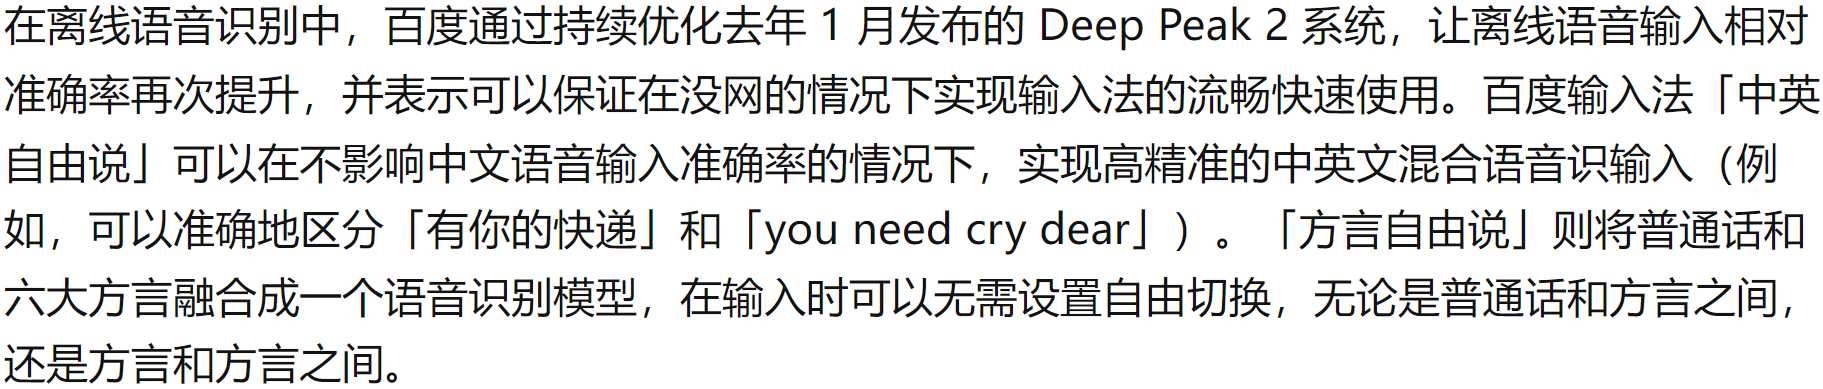 在离线语音识别中，百度通过持续优化去年 1 月发布的 Deep Peak 2 系统，让离线语音输入相对
准确率再次提升，并表示可以保证在没网的情况下实现输入法的流畅快速使用。百度输入法「中英
自由说」可以在不影响中文语音输入准确率的情况下，实现高精准的中英文混合语音识输入（例
如，可以准确地区分「有你的快递」和「you need cry dear」）。「方言自由说」则将普通话和
六大方言融合成一个语音识别模型，在输入时可以无需设置自由切换，无论是普通话和方言之间，
还是方言和方言之间。